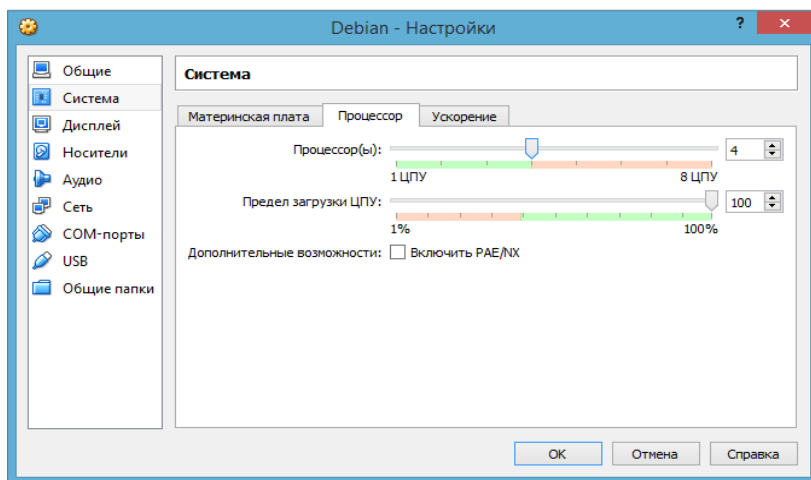 Debian - Настройки
?
×
Общие
Система
Дисплей
Носители
Аудио
Сеть
COM-порты
USB
Общие папки
Система
Материнская плата Процессор Ускорение
Процессор(ы): 4
1 ЦПУ 8 ЦПУ
Предел загрузки ЦПУ: 100
1% 100%
Дополнительные возможности: Включить PAE/NX
OK Отмена Справка